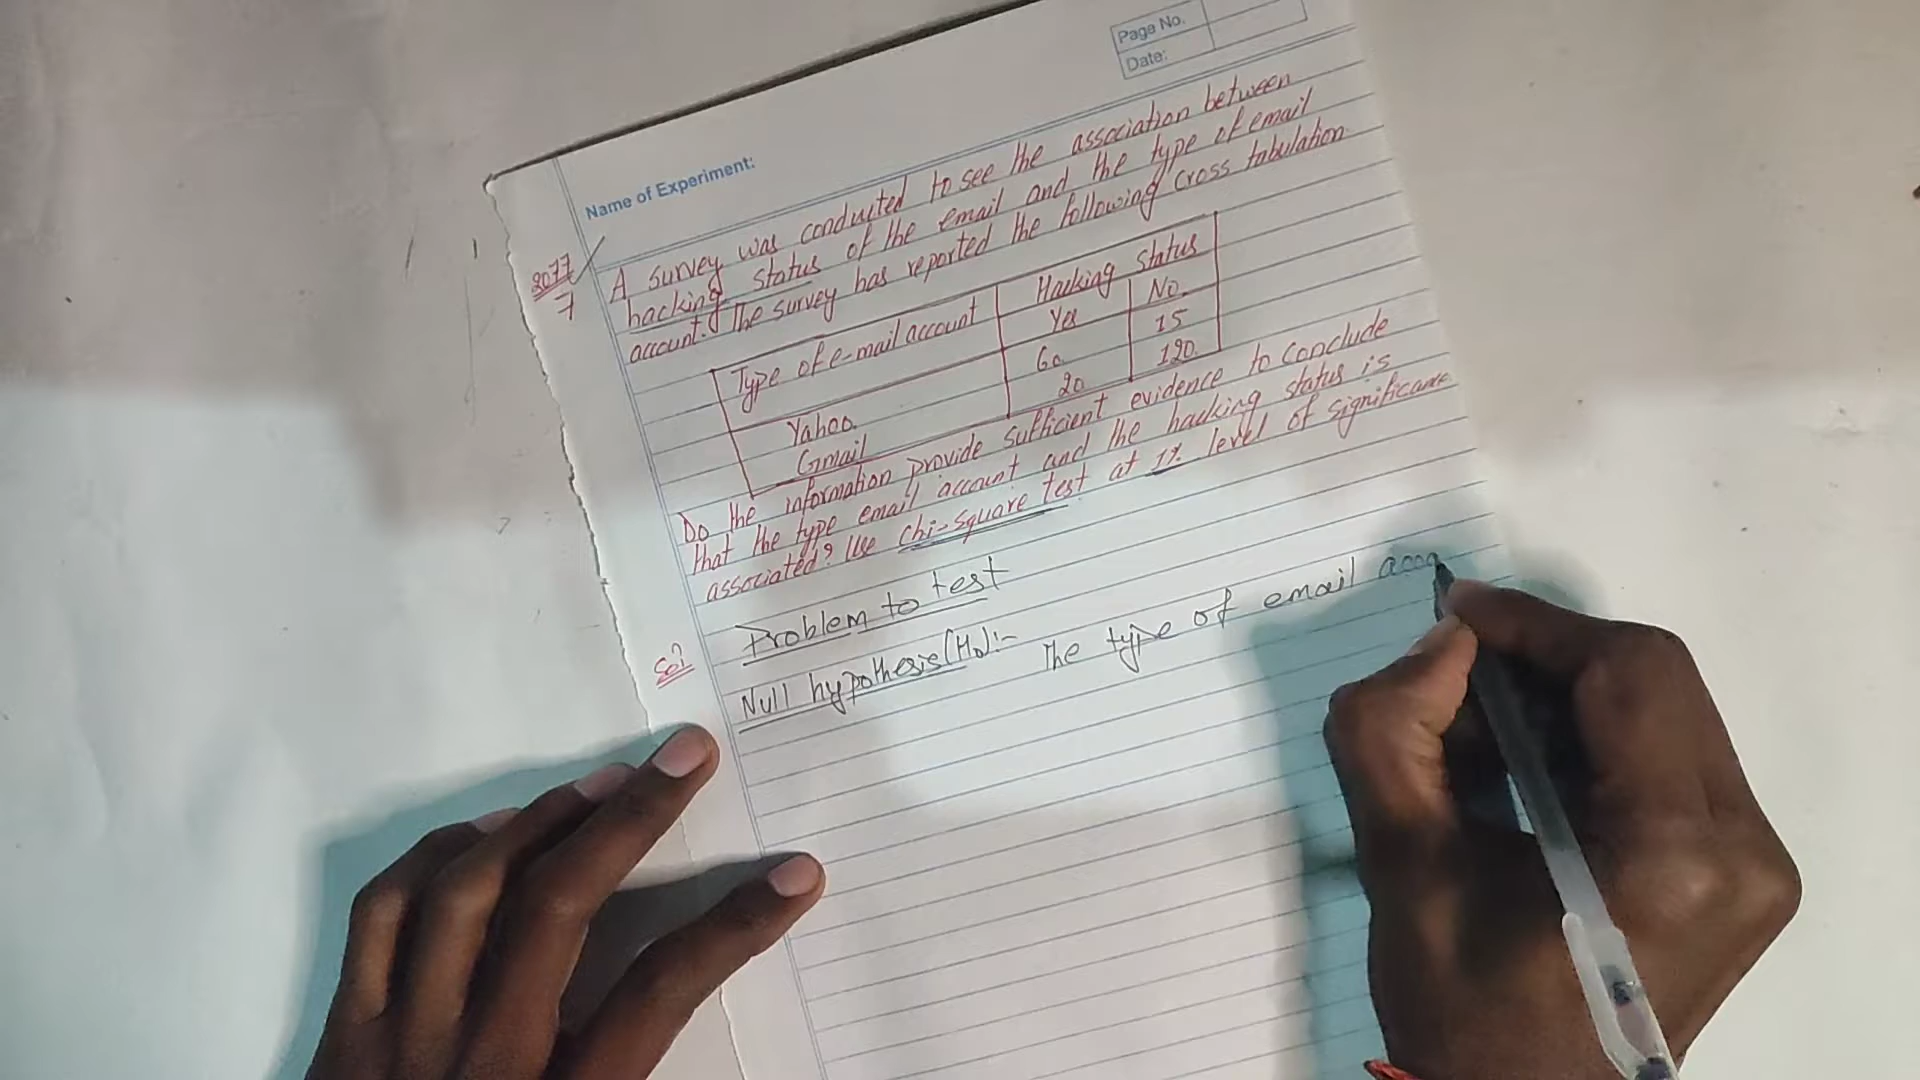 Page No.
Date:
Name of Experiment:
2077
7
A survey was conducted to see the association between
hacking status of the email and the type of email
account. The survey has reported the following cross tabulation.
Type of e-mail account
Hacking status
Yes
No.
Yahoo.
60
15
Gmail
20
120.
Do the information provide sufficient evidence to conclude
that the type email account and the hacking status is
associated? Use Chi-square test at 1% level of significance
Soln
Problem to test
Null hypothesis (H0):- The type of email